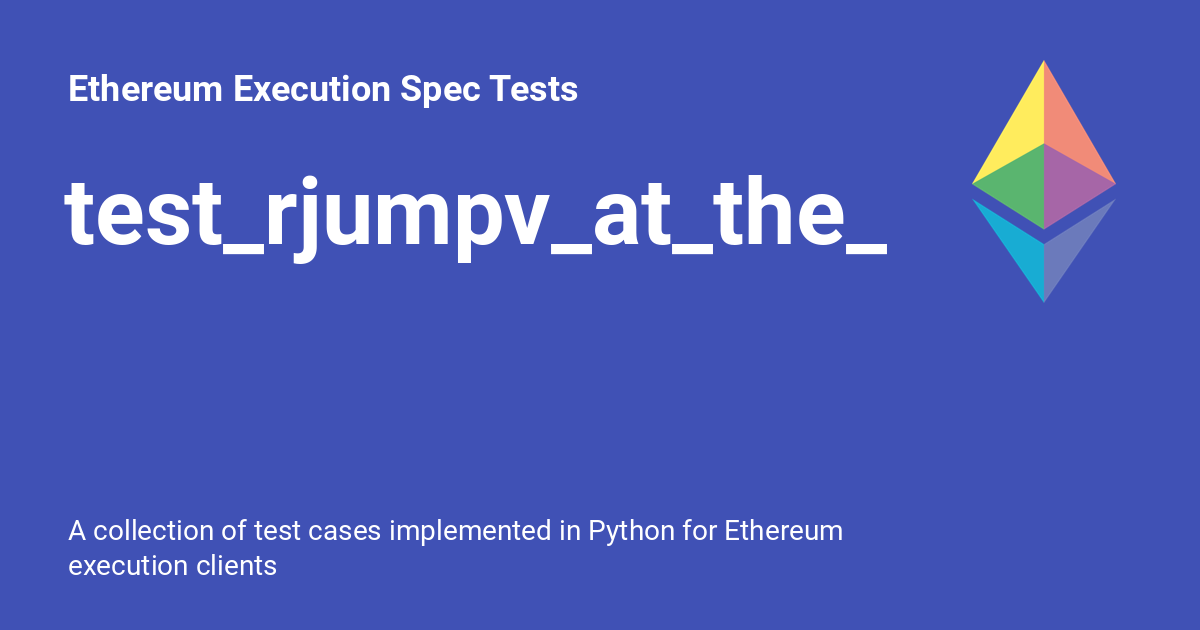 Ethereum Execution Spec Tests
test_rjumpv_at_the_
A collection of test cases implemented in Python for Ethereum
execution clients